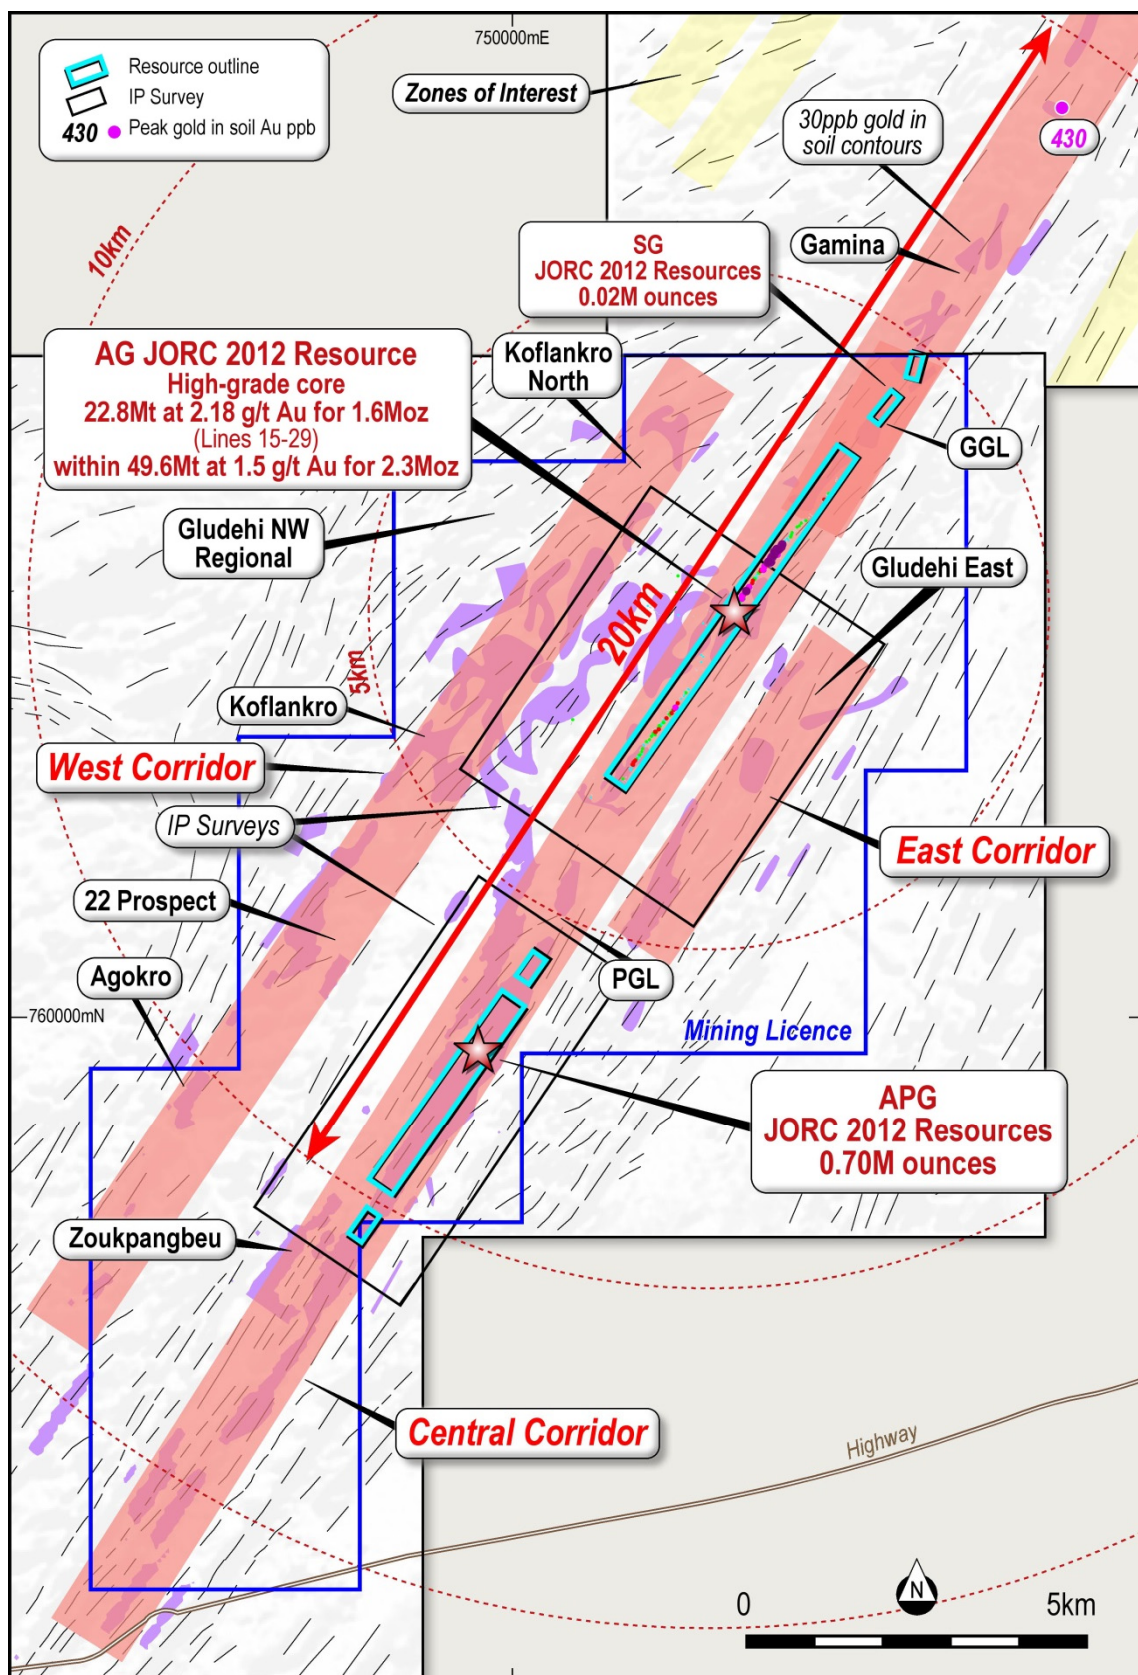 750000mE
Resource outline
IP Survey
430 Peak gold in soil Au ppb
Zones of Interest
30ppb gold in
soil contours
430
10km
SG
JORC 2012 Resources
0.02M ounces
Gamina
AG JORC 2012 Resource
High-grade core
22.8Mt at 2.18 g/t Au for 1.6Moz
(Lines 15-29)
within 49.6Mt at 1.5 g/t Au for 2.3Moz
Koflankro
North
GGL
Gludehi NW
Regional
Gludehi East
20km
5km
Koflankro
West Corridor
IP Surveys
East Corridor
22 Prospect
Agokro
PGL
760000mN
Mining Licence
APG
JORC 2012 Resources
0.70M ounces
Zoukpangbeu
Central Corridor
Highway
N
0 5km